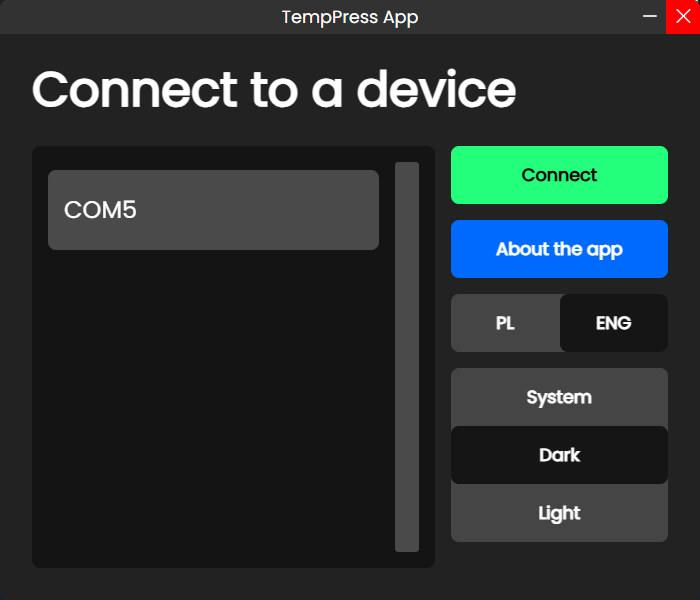 TempPress App
Connect to a device
COM5
Connect
About the app
PL
ENG
System
Dark
Light